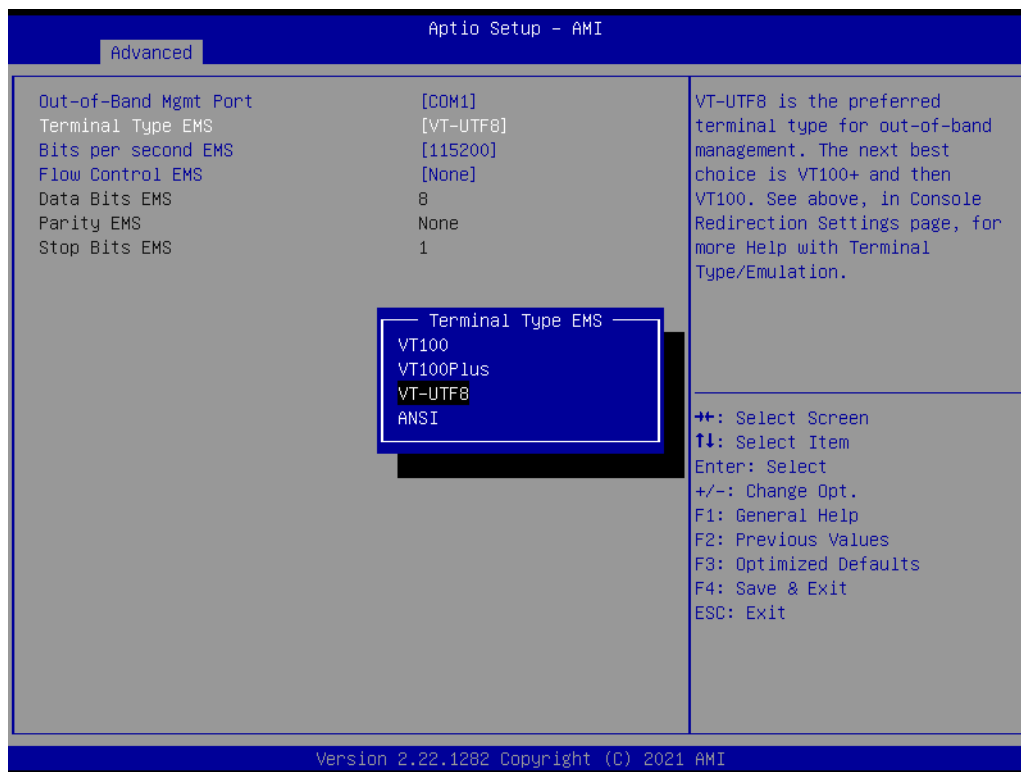 Aptio Setup – AMI
Advanced
Out-of-Band Mgmt Port [COM1]
Terminal Type EMS [VT-UTF8]
Bits per second EMS [115200]
Flow Control EMS [None]
Data Bits EMS 8
Parity EMS None
Stop Bits EMS 1
Terminal Type EMS
VT100
VT100Plus
VT-UTF8
ANSI
VT-UTF8 is the preferred
terminal type for out-of-band
management. The next best
choice is VT100+ and then
VT100. See above, in Console
Redirection Settings page, for
more Help with Terminal
Type/Emulation.
→←: Select Screen
↑↓: Select Item
Enter: Select
+/-: Change Opt.
F1: General Help
F2: Previous Values
F3: Optimized Defaults
F4: Save & Exit
ESC: Exit
Version 2.22.1282 Copyright (C) 2021 AMI